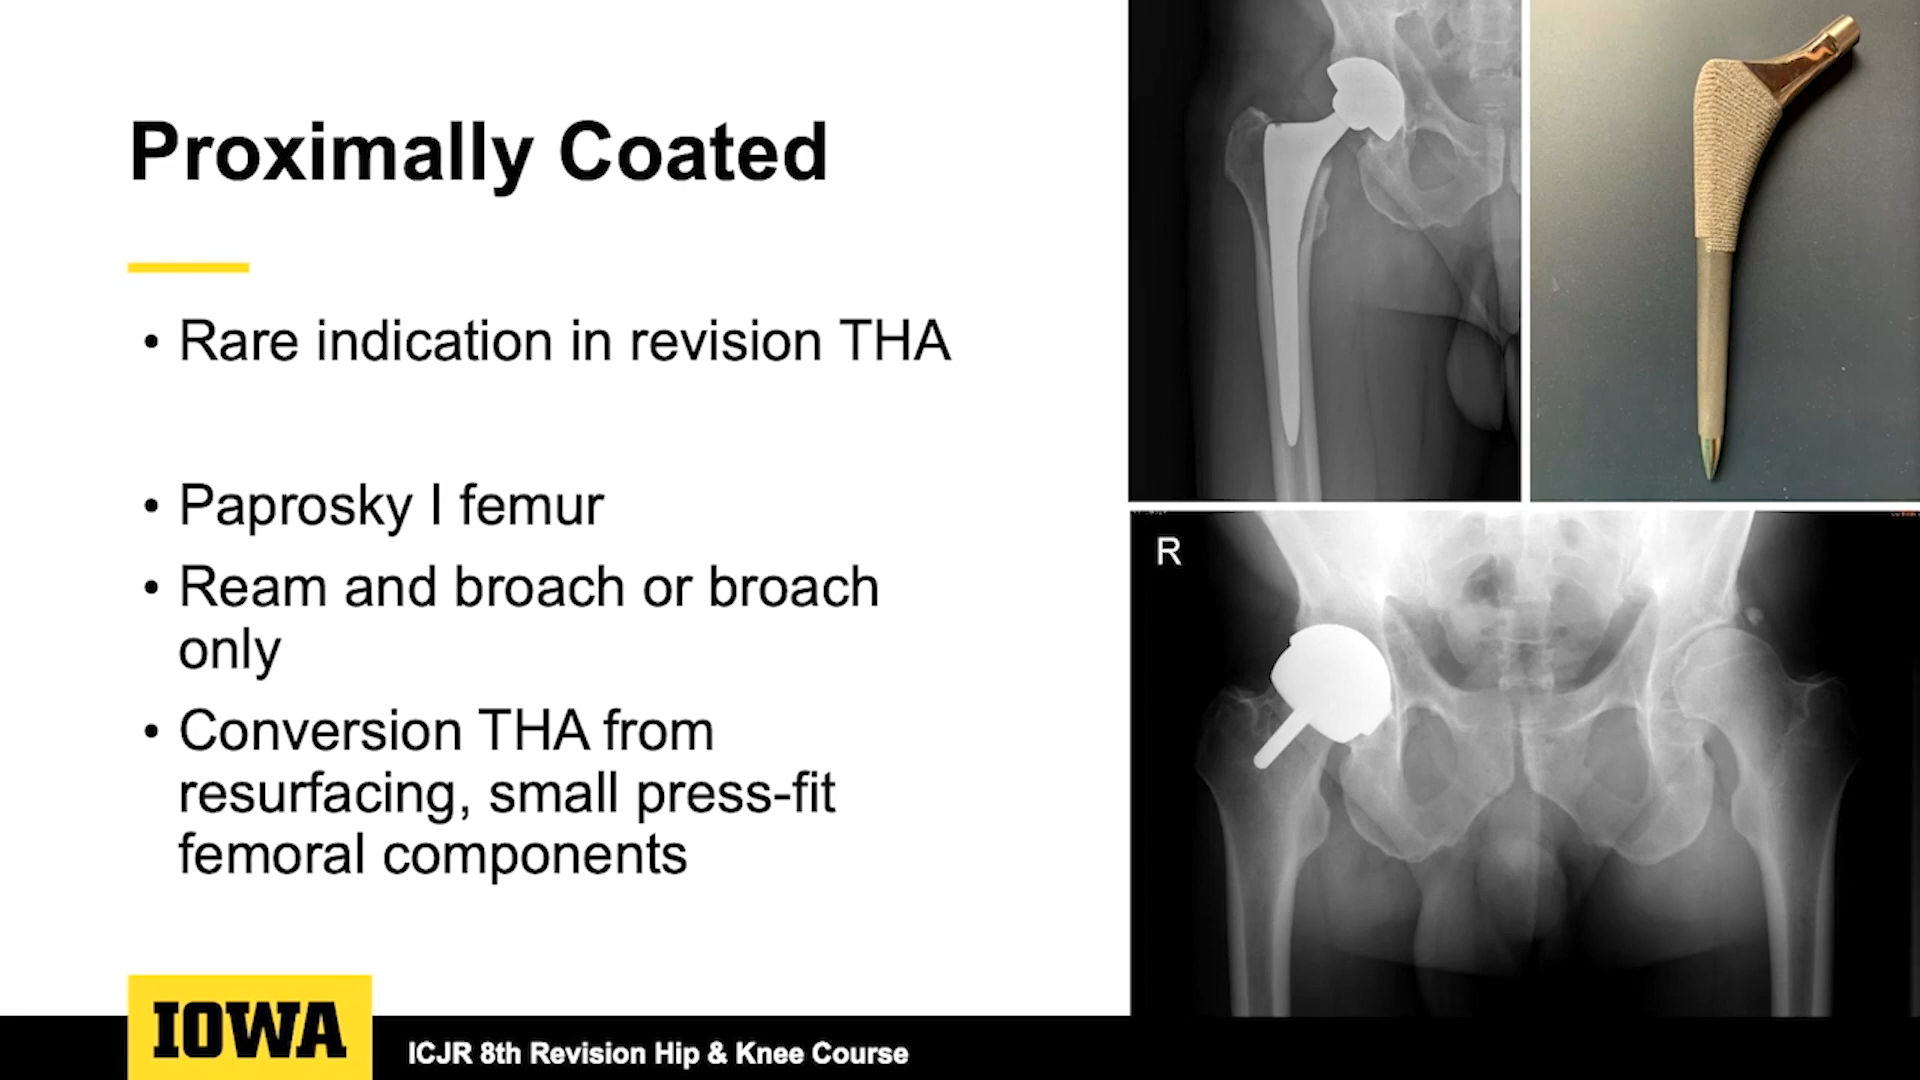 Proximally Coated
• Rare indication in revision THA
• Paprosky I femur
• Ream and broach or broach
only
• Conversion THA from
resurfacing, small press-fit
femoral components
R
IOWA
ICJR 8th Revision Hip & Knee Course